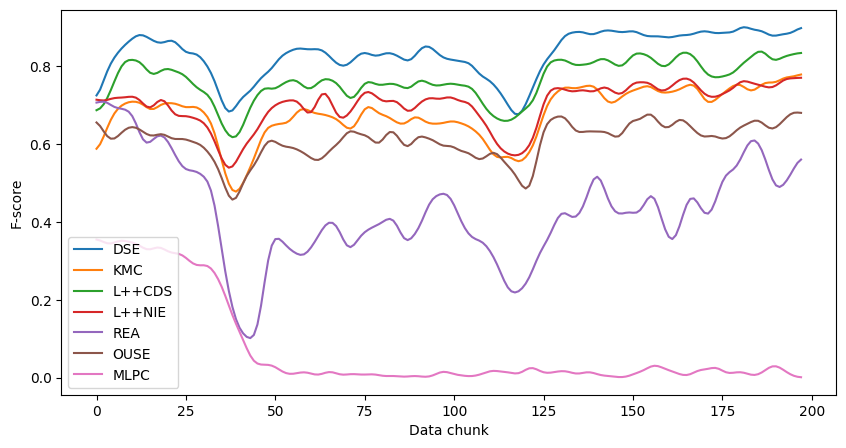 F-score
0.8
0.6
0.4
0.2
0.0
DSE
KMC
L++CDS
L++NIE
REA
OUSE
MLPC
0 25 50 75 100 125 150 175 200
Data chunk